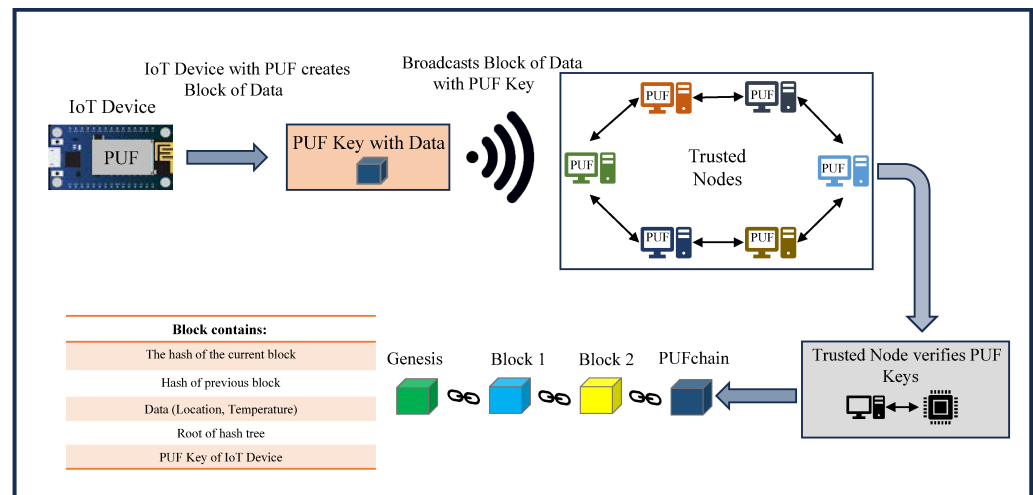 IoT Device with PUF creates
Block of Data
Broadcasts Block of Data
with PUF Key
IoT Device
PUF
PUF Key with Data
PUF
PUF
PUF
Trusted
Nodes
PUF
PUF
PUF
Block contains:
The hash of the current block
Hash of previous block
Data (Location, Temperature)
Root of hash tree
PUF Key of IoT Device
Genesis
Block 1
Block 2
PUFchain
Trusted Node verifies PUF
Keys